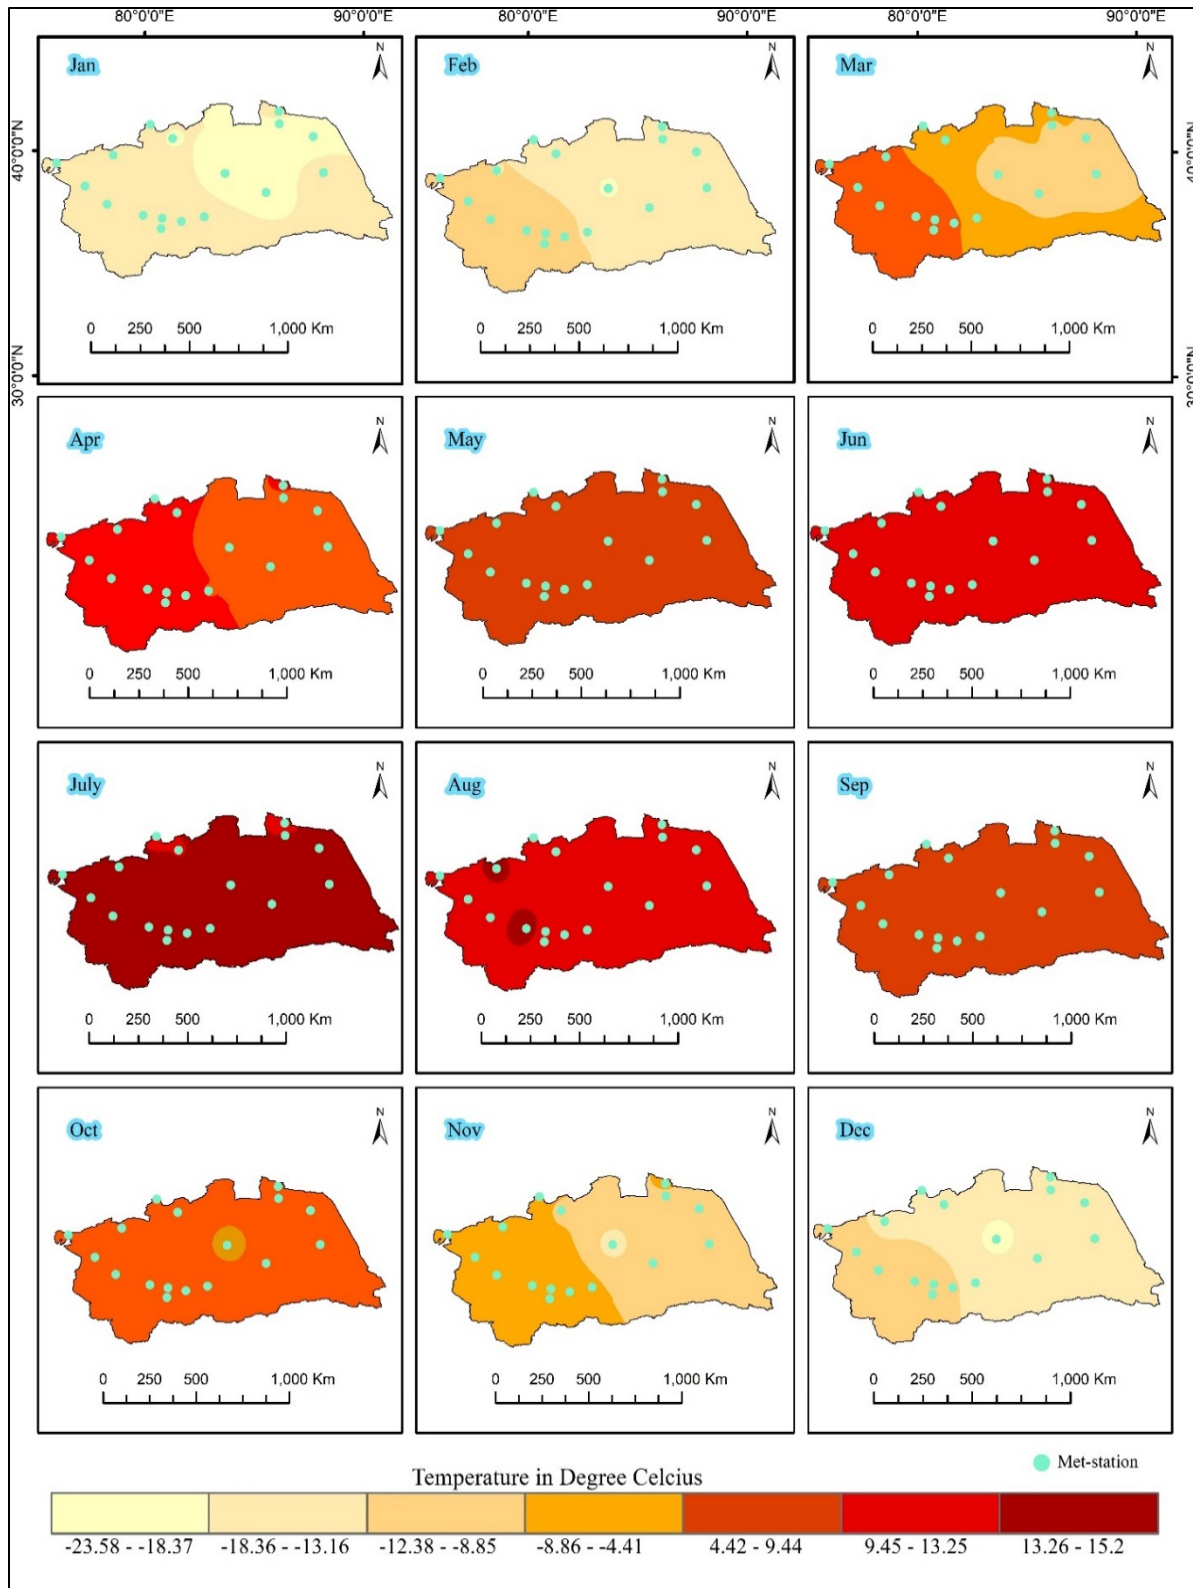 80°0'0"E 90°0'0"E 80°0'0"E 90°0'0"E 80°0'0"E 90°0'0"E
40°0'0"N
30°0'0"N
40°0'0"N
30°0'0"N
Jan
N
0 250 500 1,000 Km
Feb
N
0 250 500 1,000 Km
Mar
N
0 250 500 1,000 Km
Apr
N
0 250 500 1,000 Km
May
N
0 250 500 1,000 Km
Jun
N
0 250 500 1,000 Km
July
N
0 250 500 1,000 Km
Aug
N
0 250 500 1,000 Km
Sep
N
0 250 500 1,000 Km
Oct
N
0 250 500 1,000 Km
Nov
N
0 250 500 1,000 Km
Dec
N
0 250 500 1,000 Km
Met-station
Temperature in Degree Celcius
-23.58 - -18.37 -18.36 - -13.16 -12.38 - -8.85 -8.86 - -4.41 4.42 - 9.44 9.45 - 13.25 13.26 - 15.2